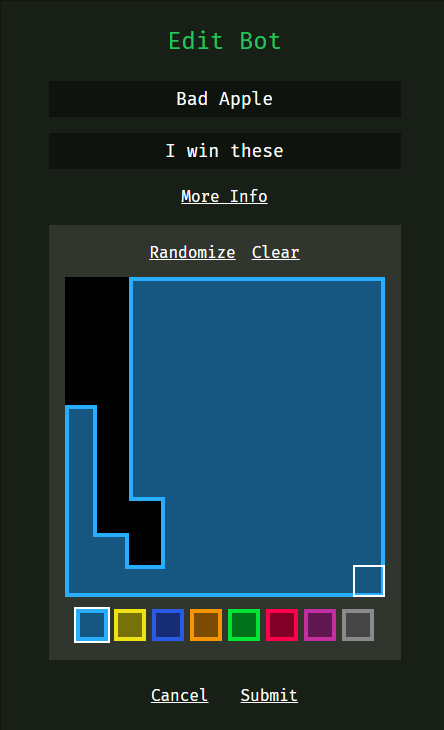 Edit Bot
Bad Apple
I win these
More Info
Randomize Clear
Cancel Submit